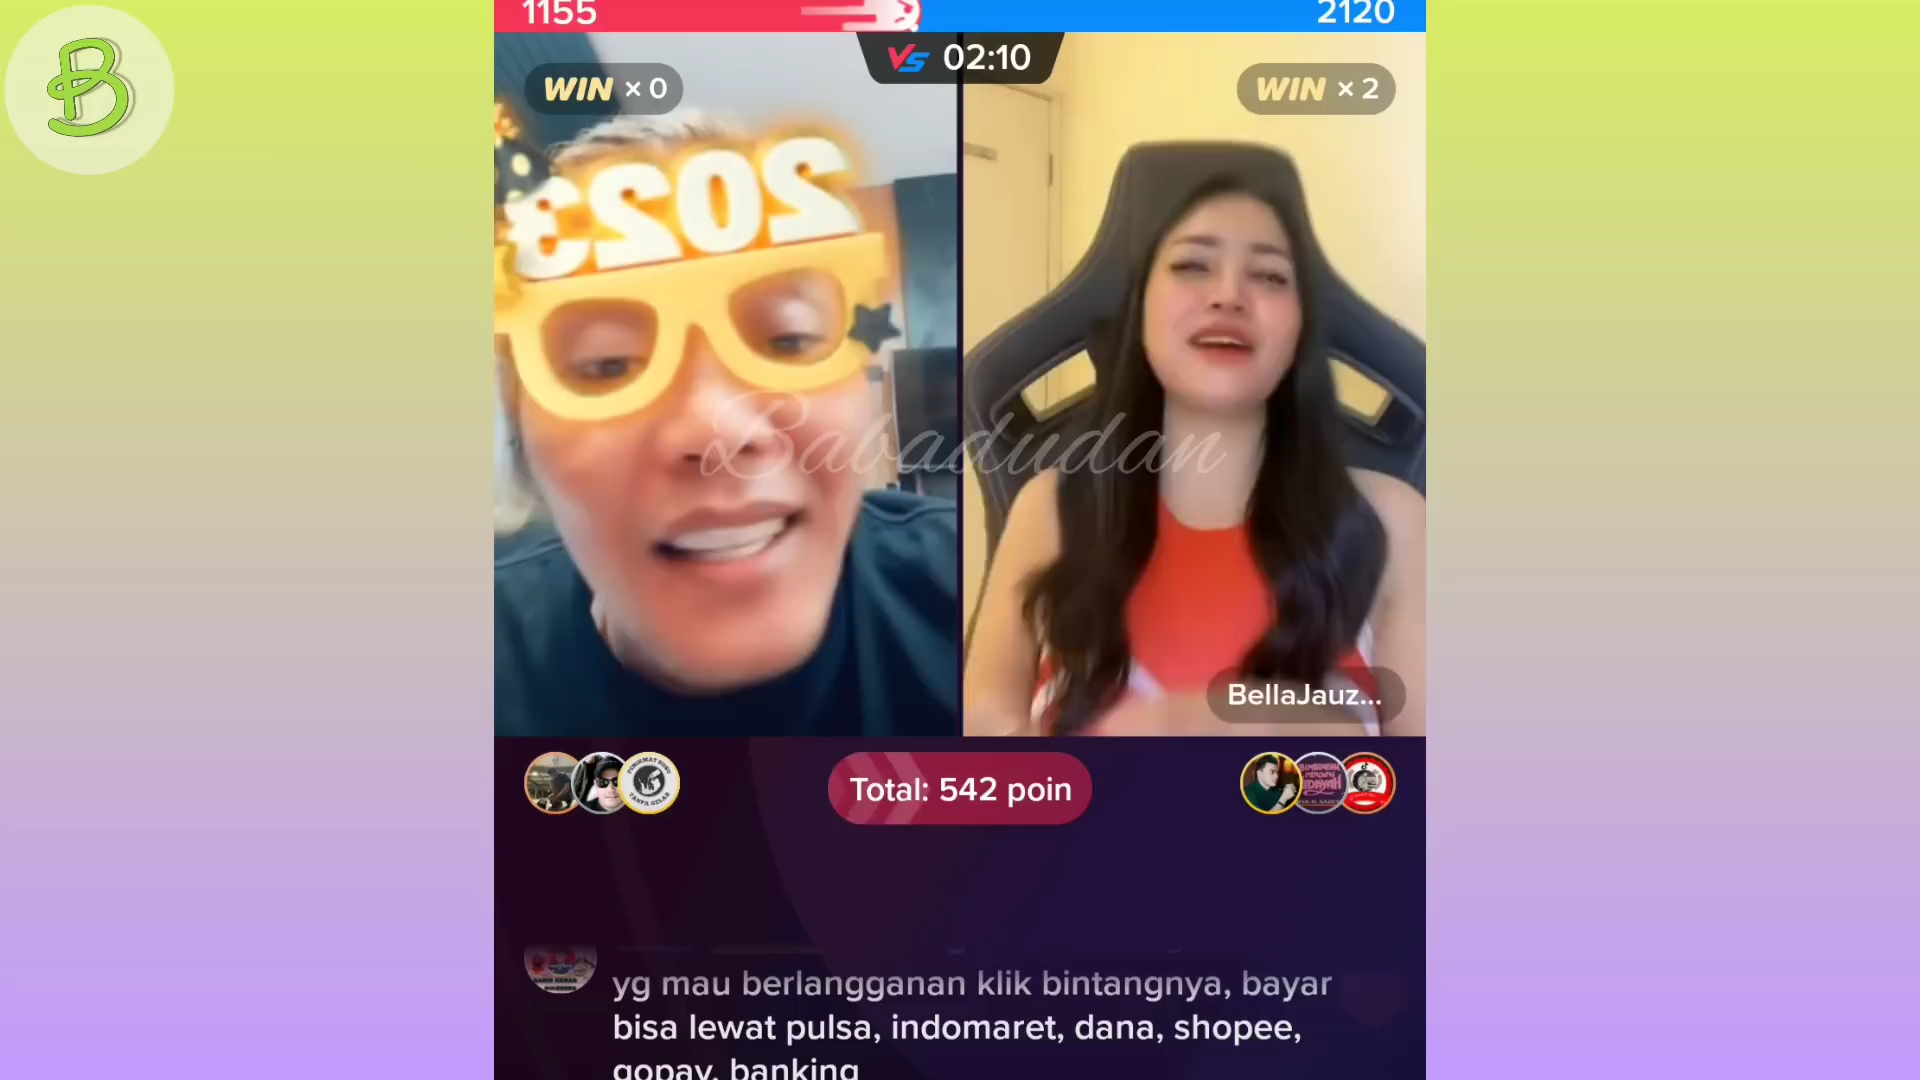 B
1155
2120
VS 02:10
WIN × 0
WIN × 2
2023
Babadudan
BellaJauz...
Total: 542 poin
yg mau berlangganan klik bintangnya, bayar
bisa lewat pulsa, indomaret, dana, shopee,
gopay, banking